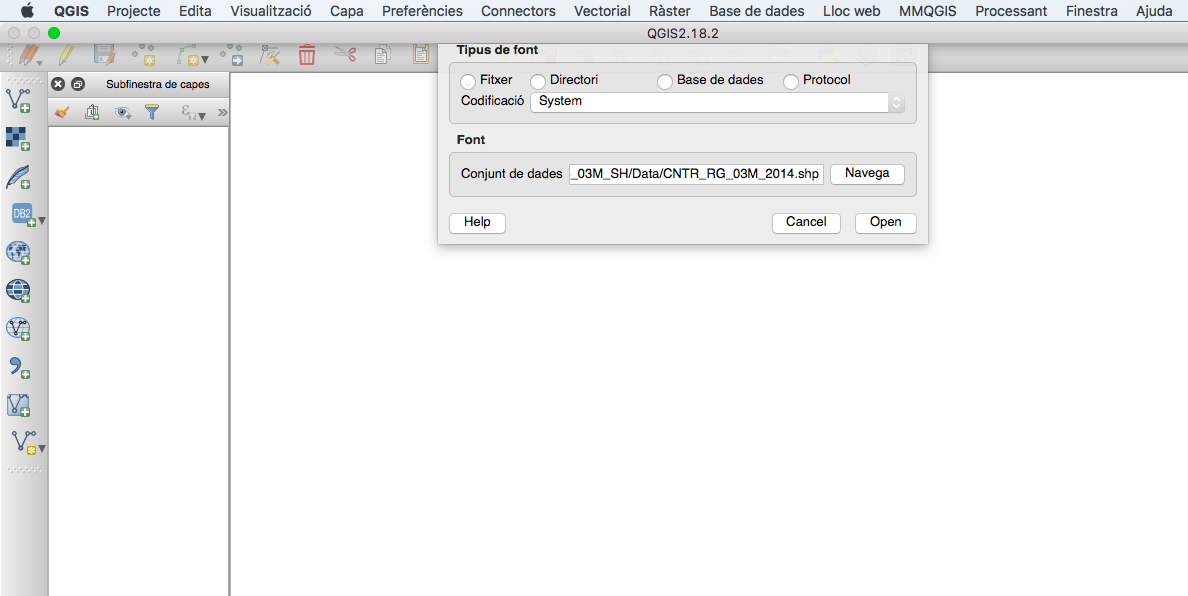 QGIS Projecte Edita Visualització Capa Preferències Connectors Vectorial Ràster Base de dades Lloc web MMQGIS Processant Finestra Ajuda
QGIS2.18.2
Tipus de font
Subfinestra de capes
Fitxer Directori Base de dades Protocol
Codificació System
Font
Conjunt de dades _03M_SH/Data/CNTR_RG_03M_2014.shp Navega
DB2
Help Cancel Open